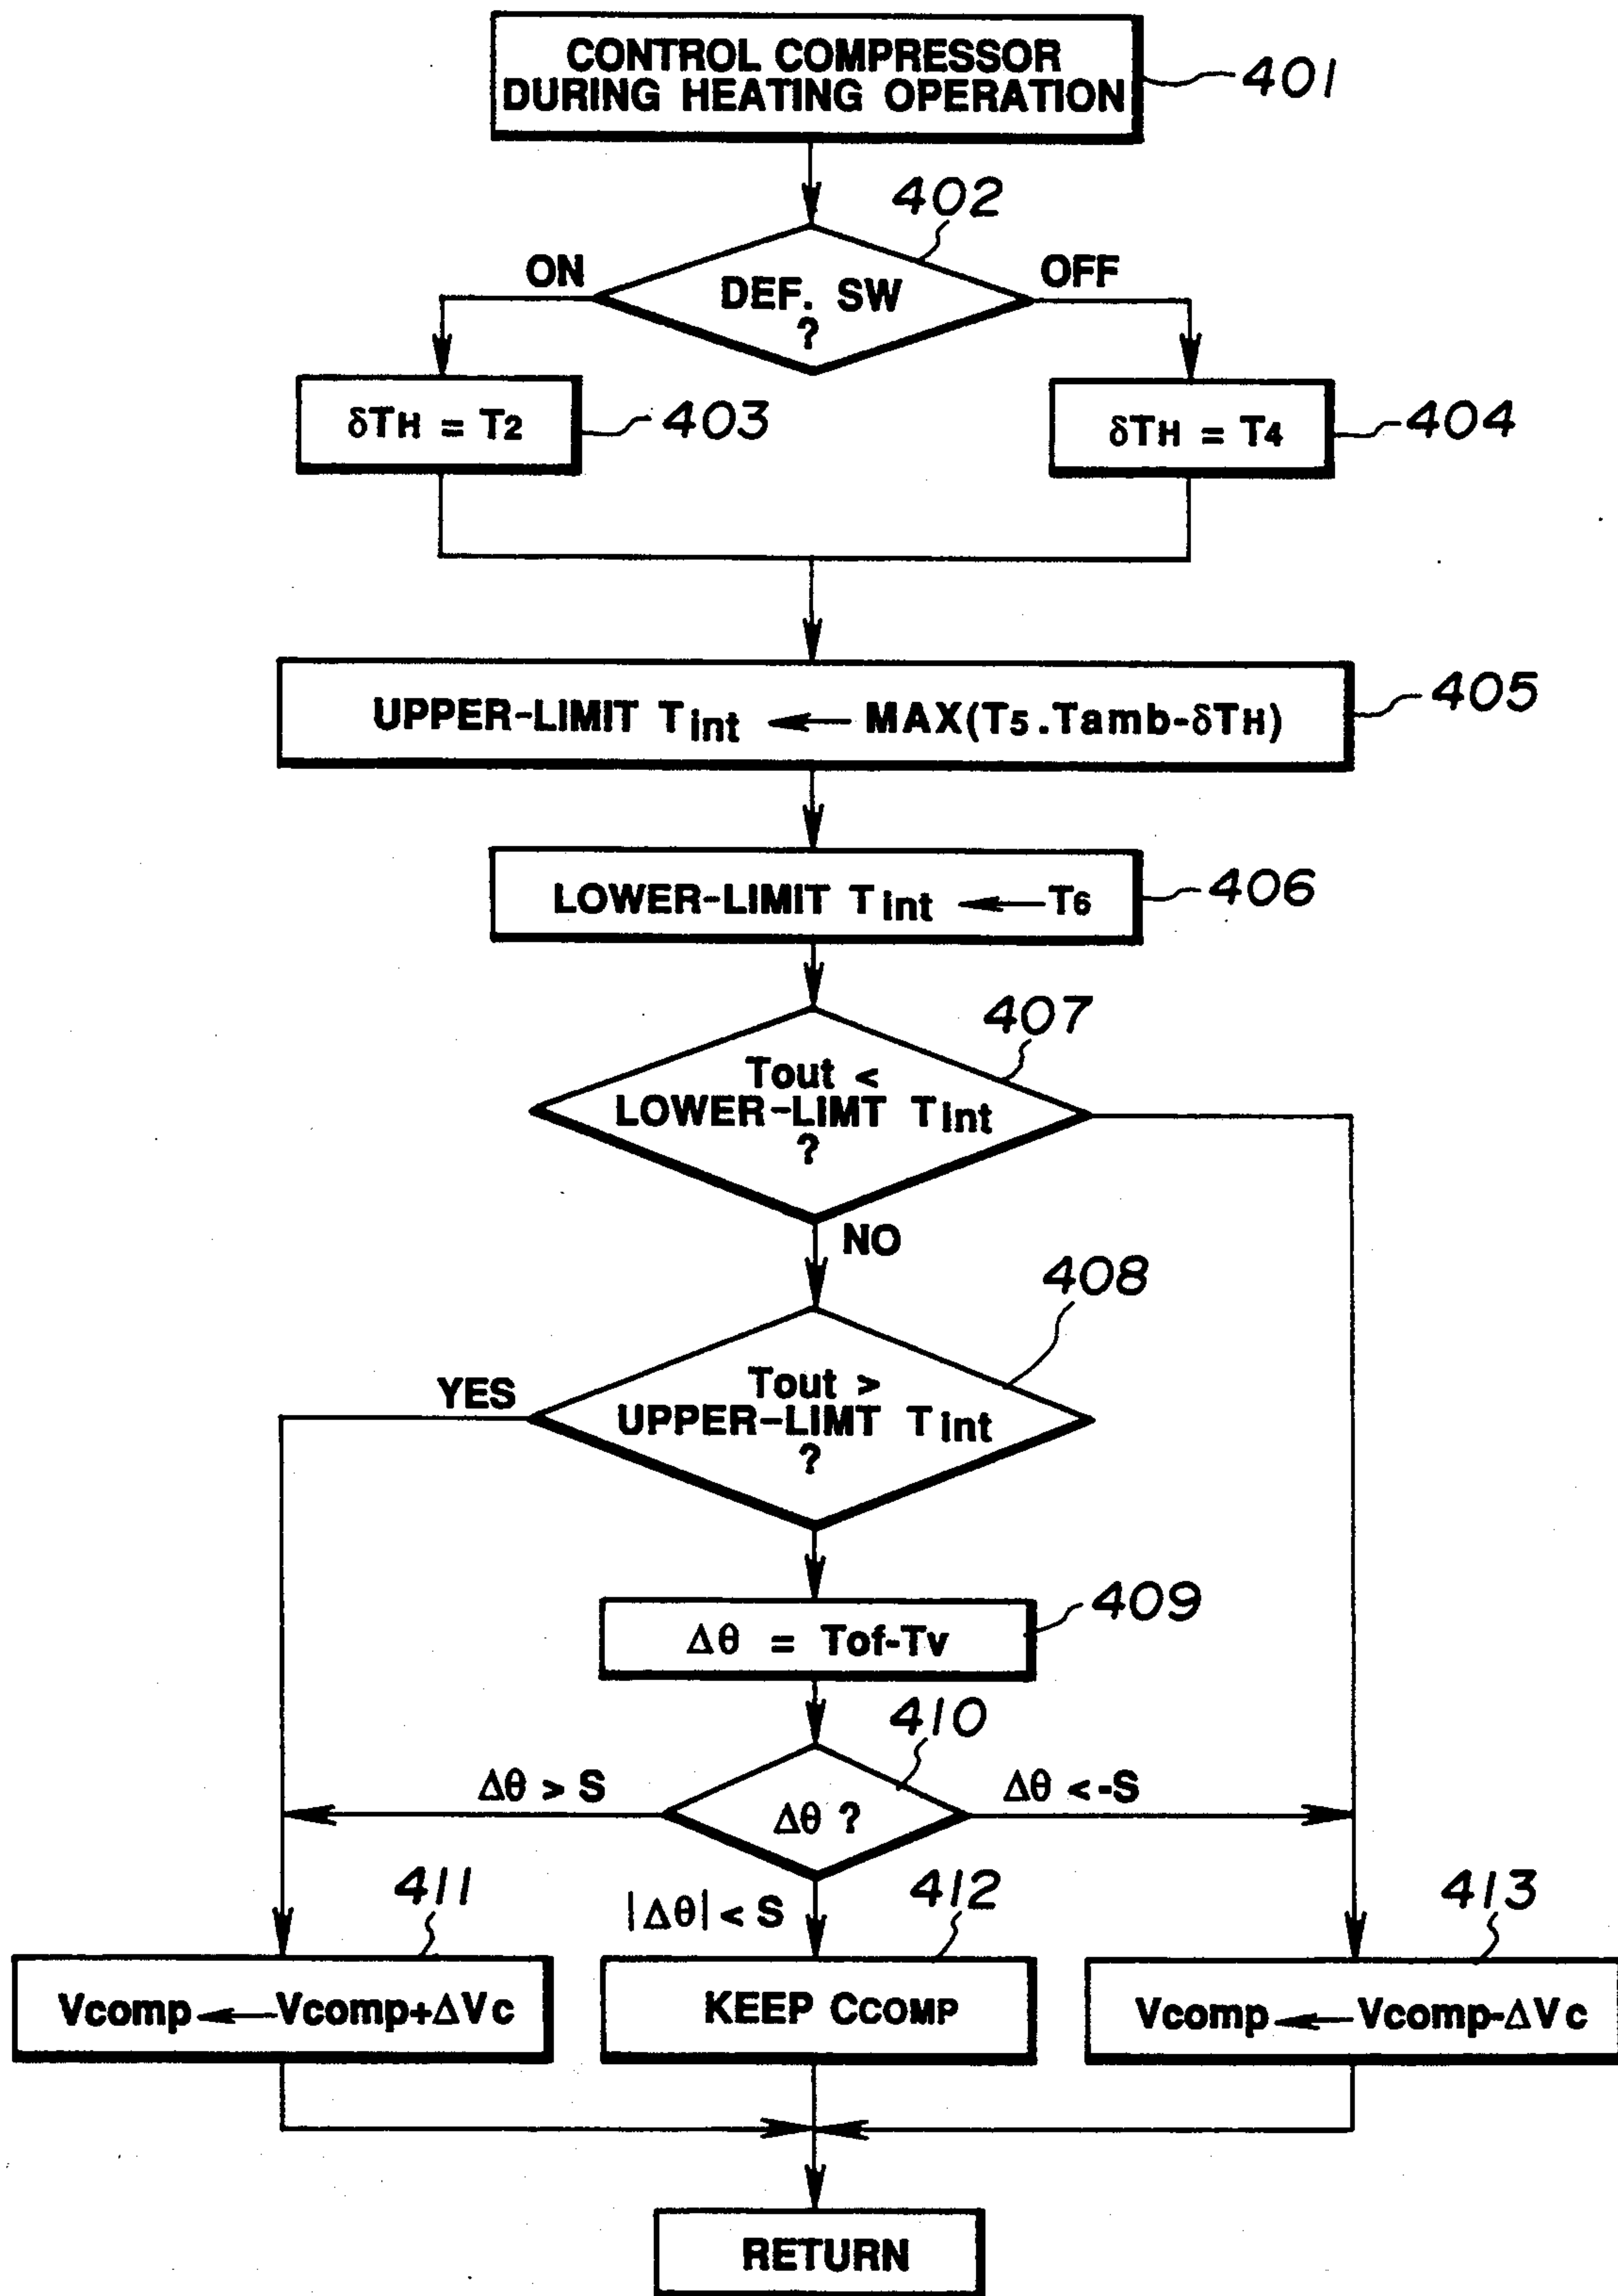 CONTROL COMPRESSOR
DURING HEATING OPERATION
401
402
ON
OFF
DEF. SW
?
δTH = T2
403
δTH = T4
404
UPPER-LIMIT Tint ← MAX(T5.Tamb-δTH)
405
LOWER-LIMIT Tint ← T6
406
407
Tout <
LOWER-LIMT Tint
?
NO
408
YES
Tout >
UPPER-LIMT Tint
?
Δθ = Tof-Tv
409
410
Δθ > S
Δθ <-S
Δθ ?
411
|Δθ| < S
412
413
Vcomp ← Vcomp+ΔVc
KEEP CCOMP
Vcomp ← Vcomp-ΔVc
RETURN